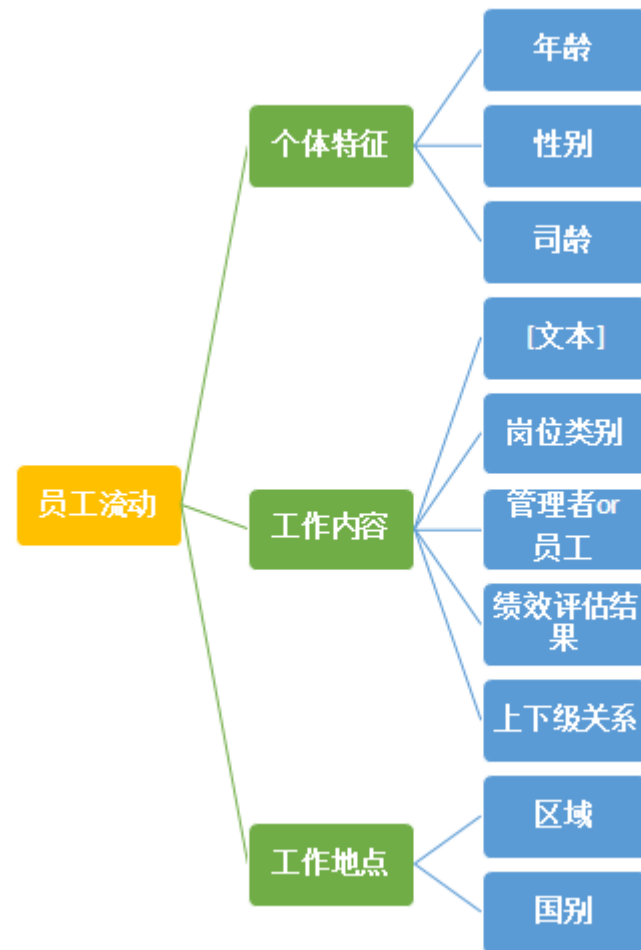 年龄
个体特征
性别
司龄
[文本]
岗位类别
员工流动
工作内容
管理者or
员工
绩效评估结
果
上下级关系
区域
工作地点
国别